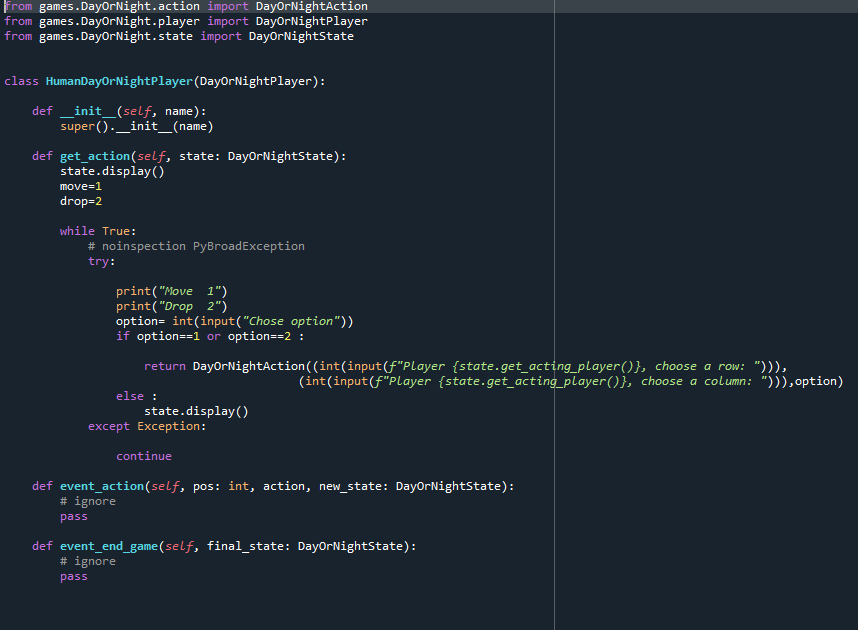 from games.DayOrNight.action import DayOrNightAction
from games.DayOrNight.player import DayOrNightPlayer
from games.DayOrNight.state import DayOrNightState
class HumanDayOrNightPlayer(DayOrNightPlayer):
def __init__(self, name):
super().__init__(name)
def get_action(self, state: DayOrNightState):
state.display()
move=1
drop=2
while True:
# noinspection PyBroadException
try:
print("Move  1")
print("Drop  2")
option= int(input("Chose option"))
if option==1 or option==2 :
return DayOrNightAction((int(input(f"Player {state.get_acting_player()}, choose a row: "))),
(int(input(f"Player {state.get_acting_player()}, choose a column: "))),option)
else :
state.display()
except Exception:
continue
def event_action(self, pos: int, action, new_state: DayOrNightState):
# ignore
pass
def event_end_game(self, final_state: DayOrNightState):
# ignore
pass